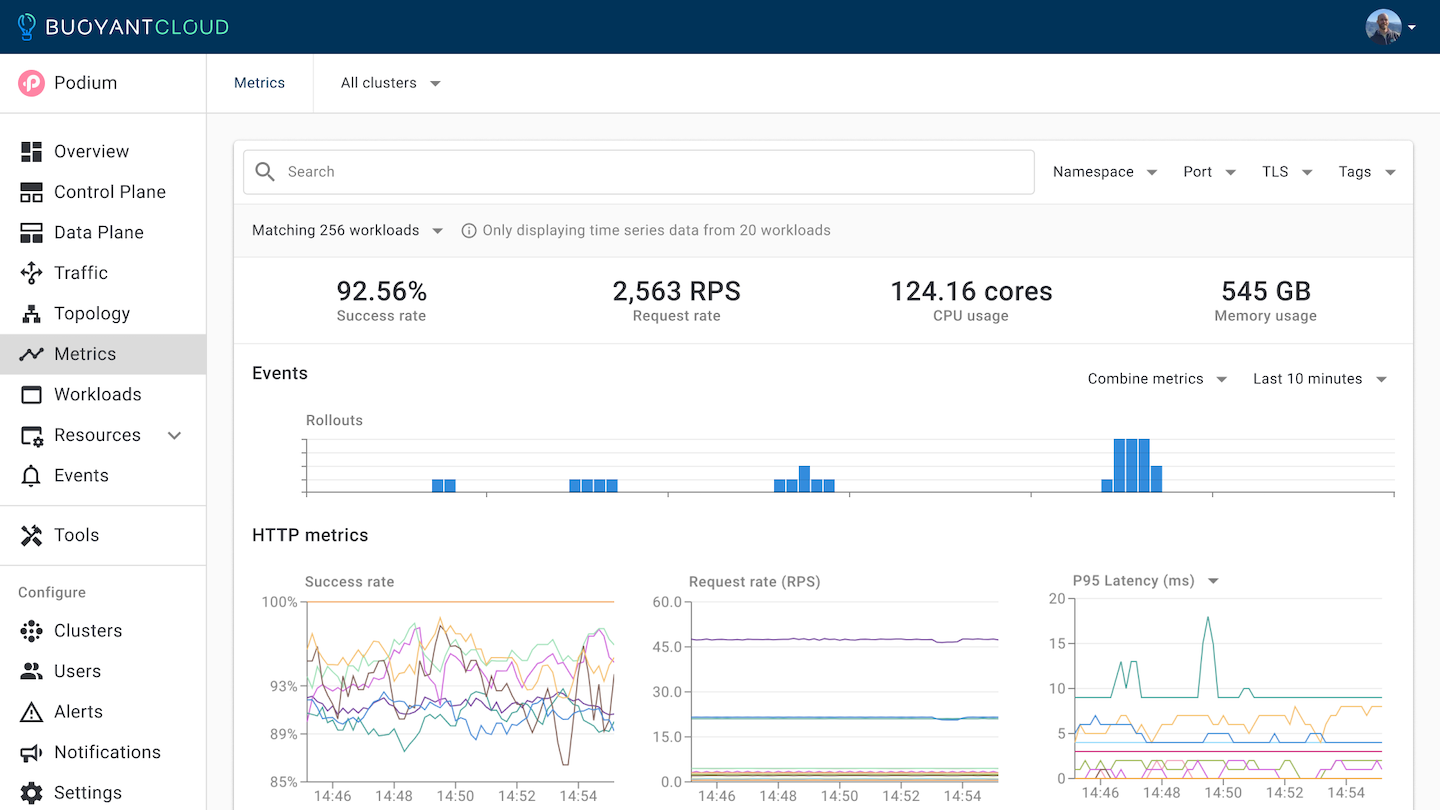 BUOYANTCLOUD
Podium
Metrics
All clusters
Overview
Control Plane
Data Plane
Traffic
Topology
Metrics
Workloads
Resources
Events
Tools
Configure
Clusters
Users
Alerts
Notifications
Settings
Search
Namespace
Port
TLS
Tags
Matching 256 workloads
Only displaying time series data from 20 workloads
92.56%
Success rate
2,563 RPS
Request rate
124.16 cores
CPU usage
545 GB
Memory usage
Events
Combine metrics
Last 10 minutes
Rollouts
HTTP metrics
Success rate
100%
93%
89%
85%
14:46 14:48 14:50 14:52 14:54
Request rate (RPS)
60.0
45.0
30.0
15.0
0.0
14:46 14:48 14:50 14:52 14:54
P95 Latency (ms)
20
15
10
5
0
14:46 14:48 14:50 14:52 14:54